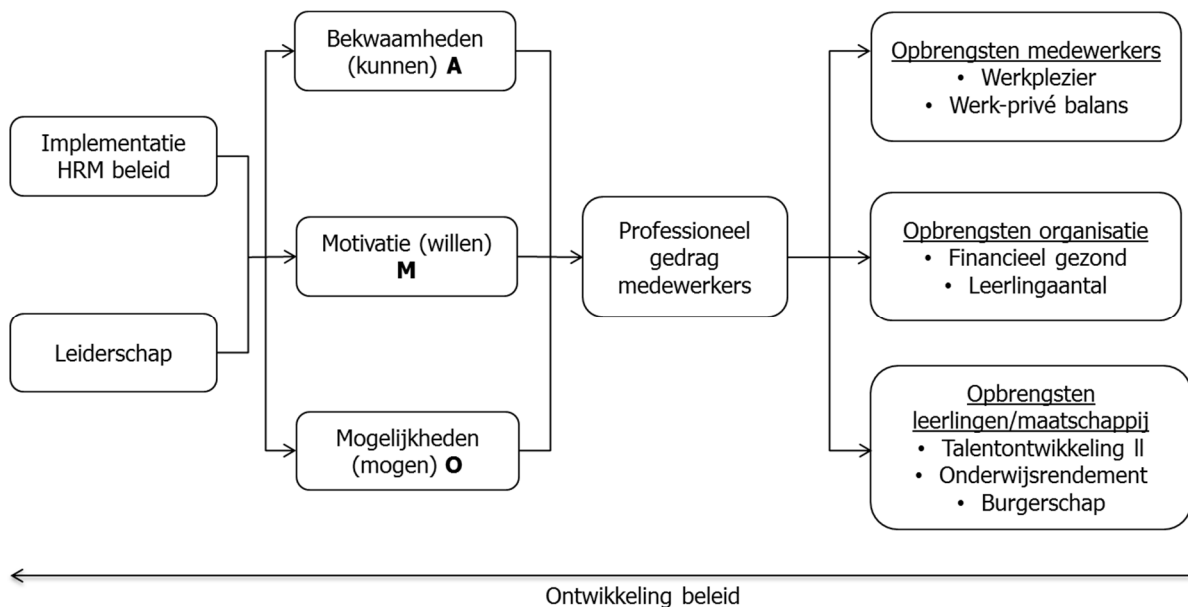 Implementatie
HRM beleid
Leiderschap
Bekwaamheden
(kunnen) A
Motivatie (willen)
M
Mogelijkheden
(mogen) O
Professioneel
gedrag
medewerkers
Opbrengsten medewerkers
• Werkplezier
• Werk-privé balans
Opbrengsten organisatie
• Financieel gezond
• Leerlingaantal
Opbrengsten
leerlingen/maatschappij
• Talentontwikkeling ll
• Onderwijsrendement
• Burgerschap
Ontwikkeling beleid